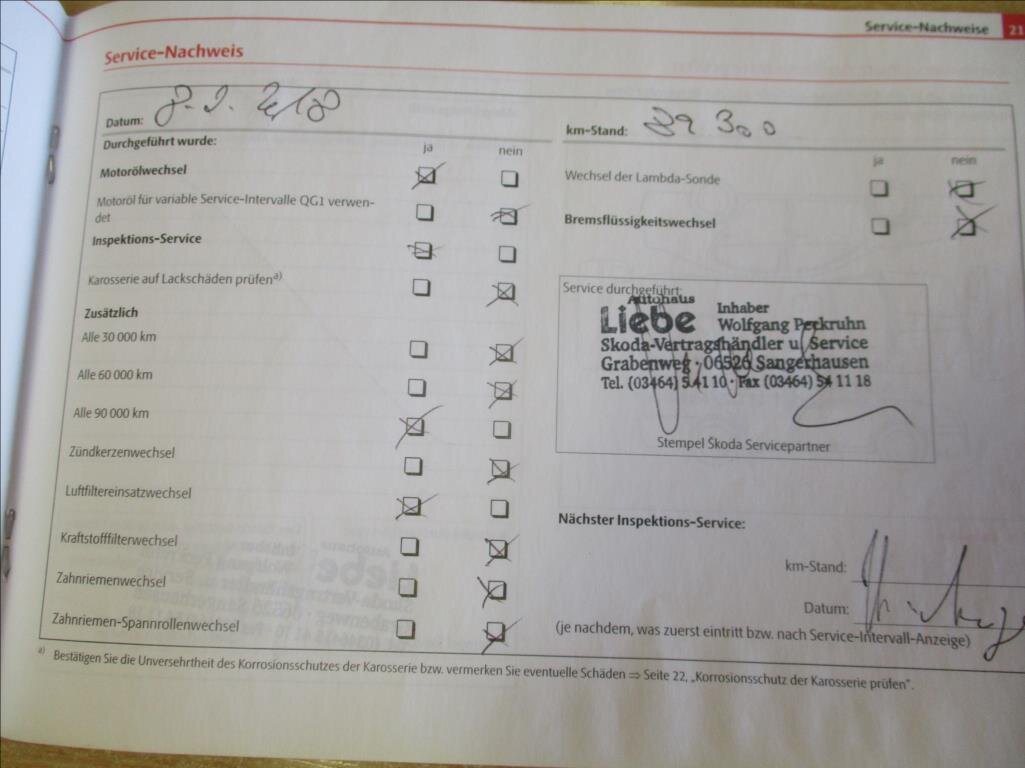 Service-Nachweise 21
Service-Nachweis
Datum:
Durchgeführt wurde:
ja nein
Motorölwechsel
Motoröl für variable Service-Intervalle QG1 verwen-
det
Inspektions-Service
Karosserie auf Lackschäden prüfen a)
Zusätzlich
Alle 30 000 km
Alle 60 000 km
Alle 90 000 km
Zündkerzenwechsel
Luftfiltereinsatzwechsel
Kraftstofffilterwechsel
Zahnriemenwechsel
Zahnriemen-Spannrollenwechsel
km-Stand: 89 300
ja nein
Wechsel der Lambda-Sonde
Bremsflüssigkeitswechsel
Service durchgeführt:
Autohaus
Liebe
Inhaber
Wolfgang Peckruhn
Skoda-Vertragshändler u. Service
Grabenweg · 06526 Sangerhausen
Tel. (03464) 5 41 10 · Fax (03464) 54 11 18
Stempel Škoda Servicepartner
Nächster Inspektions-Service:
km-Stand:
Datum:
(je nachdem, was zuerst eintritt bzw. nach Service-Intervall-Anzeige)
a) Bestätigen Sie die Unversehrtheit des Korrosionsschutzes der Karosserie bzw. vermerken Sie eventuelle Schäden ⇒ Seite 22, „Korrosionsschutz der Karosserie prüfen".